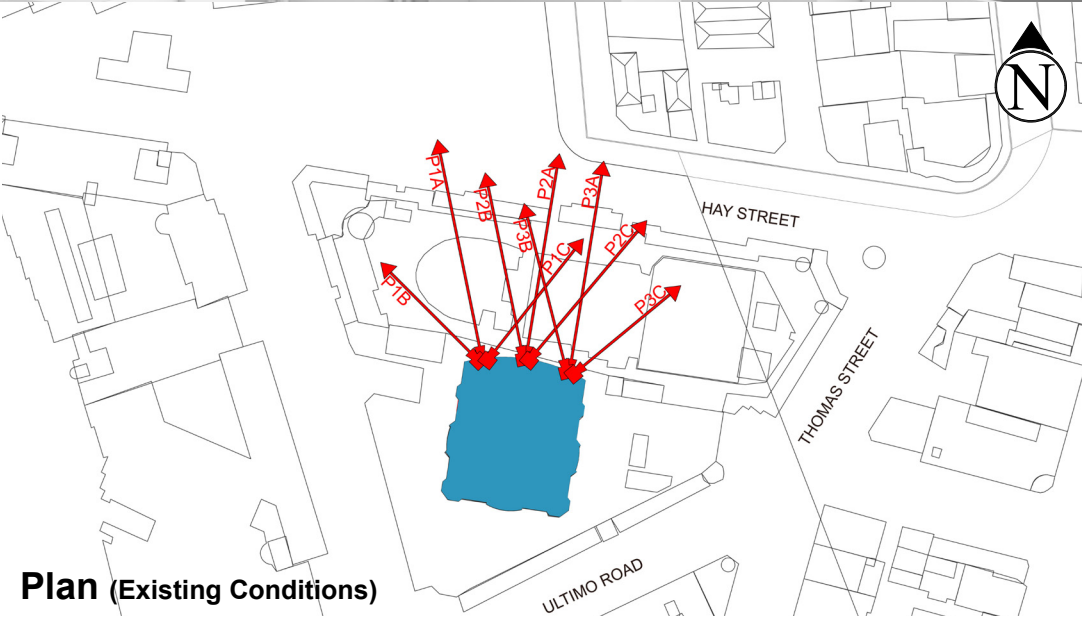 N
P1A
P2B
P2A
P3A
P3B
P1C
P2C
P1B
P3C
HAY STREET
THOMAS STREET
ULTIMO ROAD
Plan (Existing Conditions)